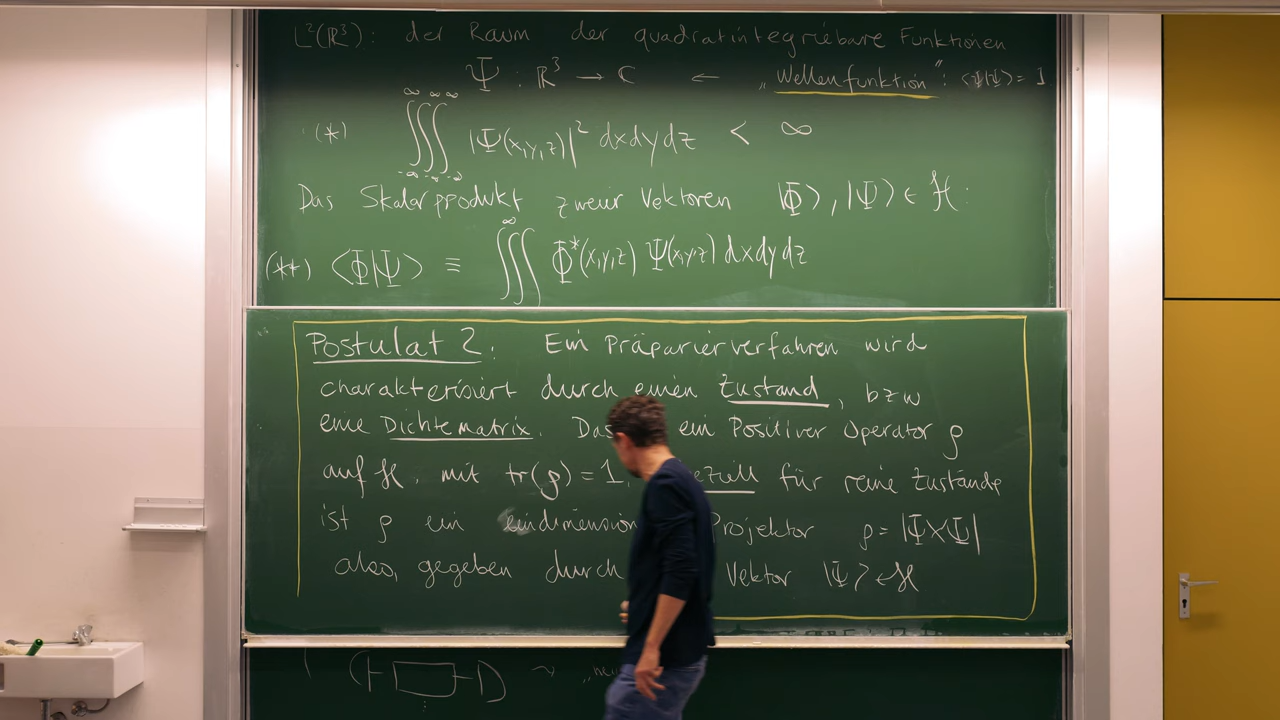 L²(ℝ³): der Raum der quadratintegriebare Funktionen
Ψ : ℝ³ → ℂ ← „Wellenfunktion": ⟨Ψ|Ψ⟩ = 1
(*) ∫∫∫ |Ψ(x,y,z)|² dxdydz < ∞
∞ ∞ ∞
-∞ -∞ -∞
Das Skalarprodukt zweier Vektoren |Φ⟩, |Ψ⟩ ∈ ℋ:
(**) ⟨Φ|Ψ⟩ ≡ ∫∫∫ Φ*(x,y,z) Ψ(x,y,z) dxdydz
∞
Postulat 2: Ein Präparierverfahren wird
charakterisiert durch einen Zustand, bzw
eine Dichtematrix. Das ein Positiver Operator ρ
auf ℋ, mit tr(ρ) = 1. für reine Zustände
ist ρ ein Projektor ρ = |Ψ⟩⟨Ψ|
also, gegeben durch Vektor |Ψ⟩ ∈ ℋ